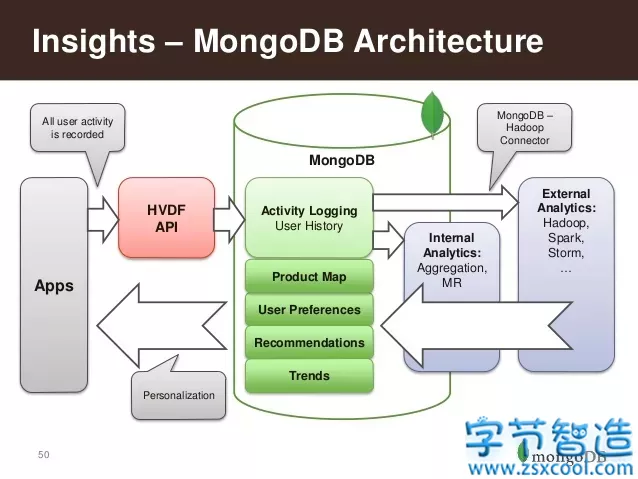 Insights – MongoDB Architecture
All user activity
is recorded
MongoDB –
Hadoop
Connector
MongoDB
Apps
HVDF
API
Activity Logging
User History
Internal
Analytics:
Aggregation,
MR
External
Analytics:
Hadoop,
Spark,
Storm,
…
Product Map
User Preferences
Recommendations
Trends
Personalization
50
字节智造
mongoDB
www.zsxcool.com